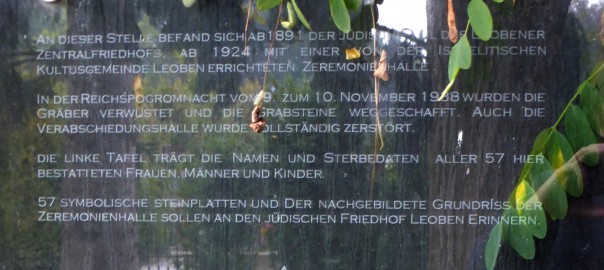 An dieser Stelle befand sich ab 1891 der jüdische Teil des Leobener
Zentralfriedhofs. Ab 1924 mit einer von der Israelitischen
Kultusgemeinde Leoben errichteten Zeremonienhalle.
In der Reichspogromnacht vom 9. zum 10. November 1938 wurden die
Gräber verwüstet und die Grabsteine weggeschafft. Auch die
Verabschiedungshalle wurde vollständig zerstört.
die linke Tafel trägt die Namen und Sterbedaten aller 57 hier
bestatteten Frauen, Männer und Kinder.
57 symbolische steinplatten und Der nachgebildete Grundriss der
Zeremonienhalle sollen an den jüdischen Friedhof Leoben Erinnern.